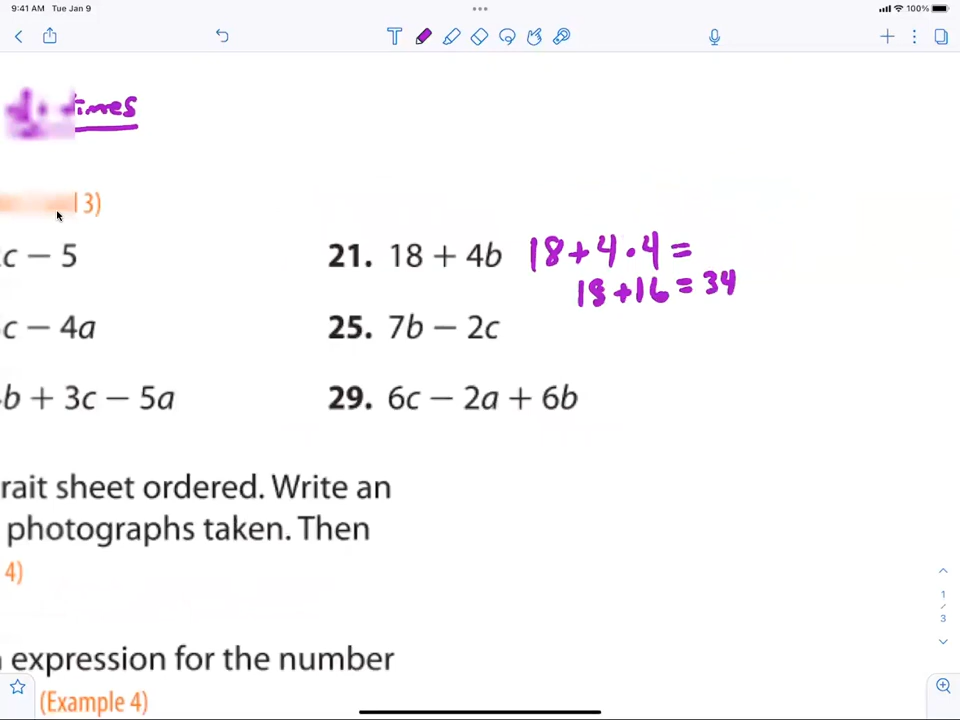 9:41 AM Tue Jan 9
100%
times
3)
c − 5
21. 18 + 4b
18 + 4 · 4 =
18 + 16 = 34
c − 4a
25. 7b − 2c
b + 3c − 5a
29. 6c − 2a + 6b
rait sheet ordered. Write an
photographs taken. Then
4)
expression for the number
(Example 4)
1
/
3